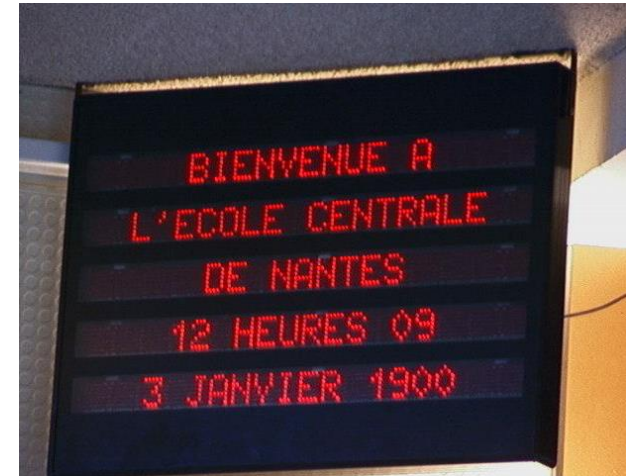 BIENVENUE A
L'ECOLE CENTRALE
DE NANTES
12 HEURES 09
3 JANVIER 1900